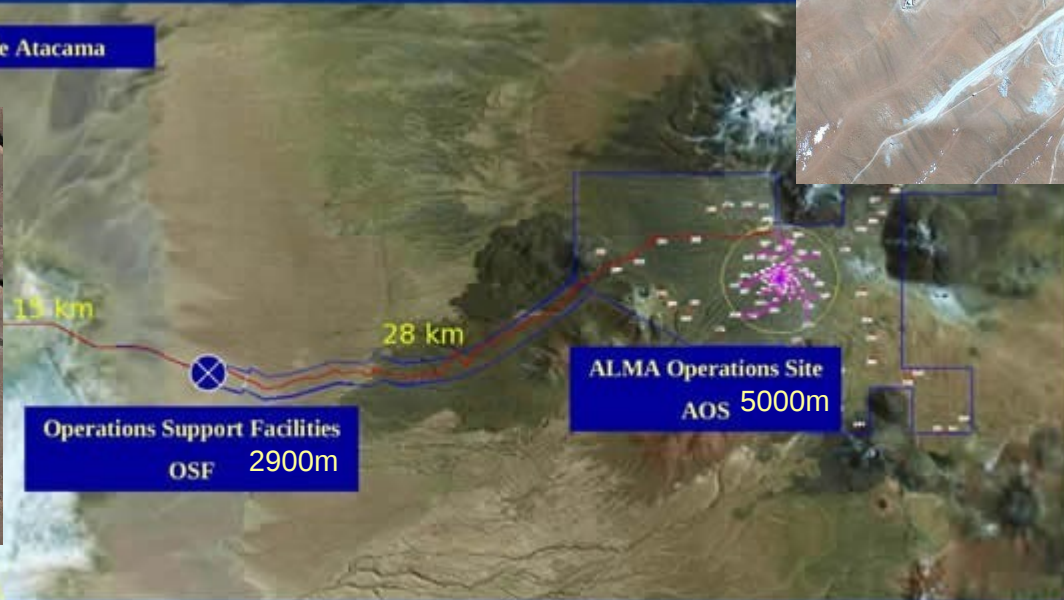 e Atacama
15 km
28 km
ALMA Operations Site
AOS 5000m
Operations Support Facilities
OSF 2900m